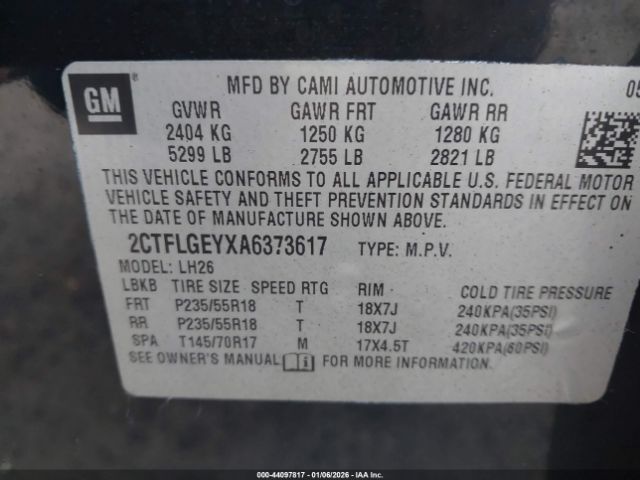 GM ®
MFD BY CAMI AUTOMOTIVE INC. 05
GVWR GAWR FRT GAWR RR
2404 KG 1250 KG 1280 KG
5299 LB 2755 LB 2821 LB
THIS VEHICLE CONFORMS TO ALL APPLICABLE U.S. FEDERAL MOTOR
VEHICLE SAFETY AND THEFT PREVENTION STANDARDS IN EFFECT ON
THE DATE OF MANUFACTURE SHOWN ABOVE.
2CTFLGEYXA6373617 TYPE: M.P.V.
MODEL: LH26
LBKB TIRE SIZE SPEED RTG RIM COLD TIRE PRESSURE
FRT P235/55R18 T 18X7J 240KPA(35PSI)
RR P235/55R18 T 18X7J 240KPA(35PSI)
SPA T145/70R17 M 17X4.5T 420KPA(60PSI)
SEE OWNER'S MANUAL i FOR MORE INFORMATION.
000-44097817 - 01/06/2026 - IAA Inc.